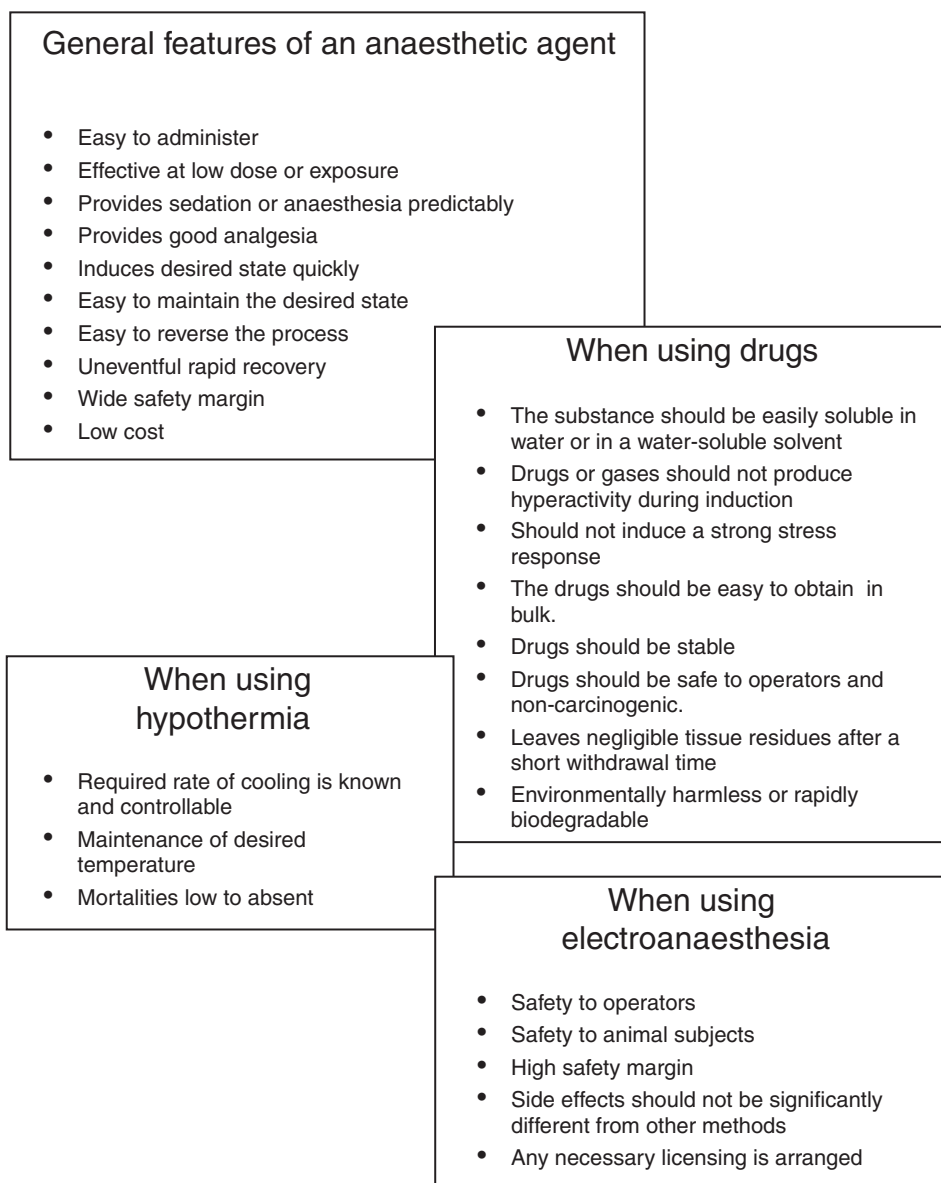 General features of an anaesthetic agent
• Easy to administer
• Effective at low dose or exposure
• Provides sedation or anaesthesia predictably
• Provides good analgesia
• Induces desired state quickly
• Easy to maintain the desired state
• Easy to reverse the process
• Uneventful rapid recovery
• Wide safety margin
• Low cost
When using drugs
• The substance should be easily soluble in
water or in a water-soluble solvent
• Drugs or gases should not produce
hyperactivity during induction
• Should not induce a strong stress
response
• The drugs should be easy to obtain in
bulk.
• Drugs should be stable
• Drugs should be safe to operators and
non-carcinogenic.
• Leaves negligible tissue residues after a
short withdrawal time
• Environmentally harmless or rapidly
biodegradable
When using
hypothermia
• Required rate of cooling is known
and controllable
• Maintenance of desired
temperature
• Mortalities low to absent
When using
electroanaesthesia
• Safety to operators
• Safety to animal subjects
• High safety margin
• Side effects should not be significantly
different from other methods
• Any necessary licensing is arranged